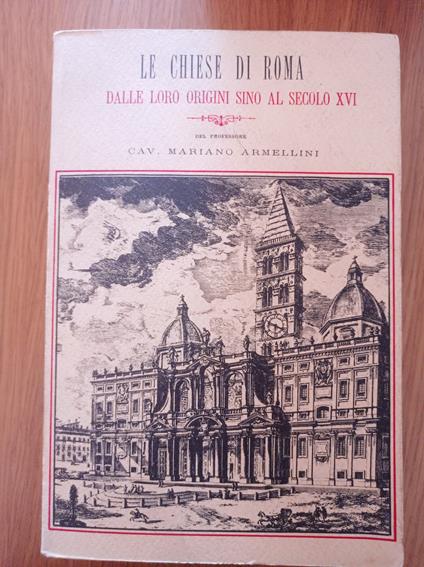 LE CHIESE DI ROMA
DALLE LORO ORIGINI SINO AL SECOLO XVI
DEL PROFESSORE
CAV. MARIANO ARMELLINI